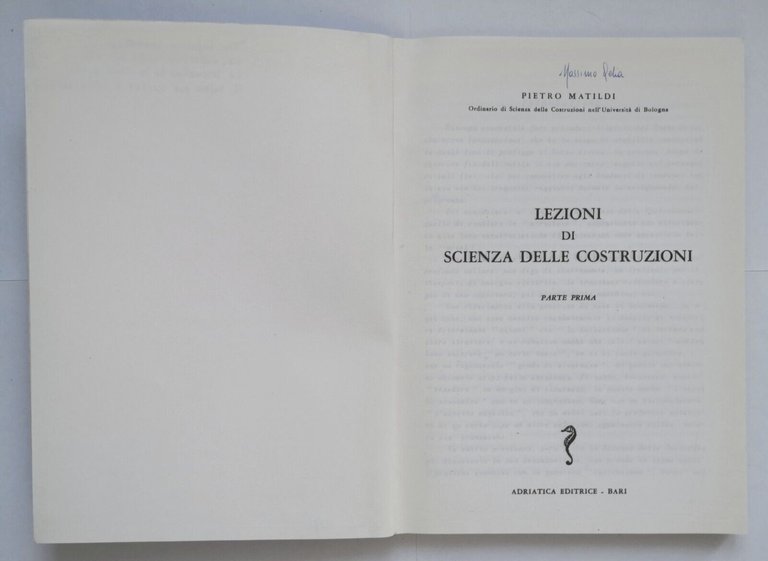 Massimo
PIETRO MATILDI
Ordinario di Scienza delle Costruzioni nell'Università di Bologna
LEZIONI
DI
SCIENZA DELLE COSTRUZIONI
PARTE PRIMA
ADRIATICA EDITRICE - BARI